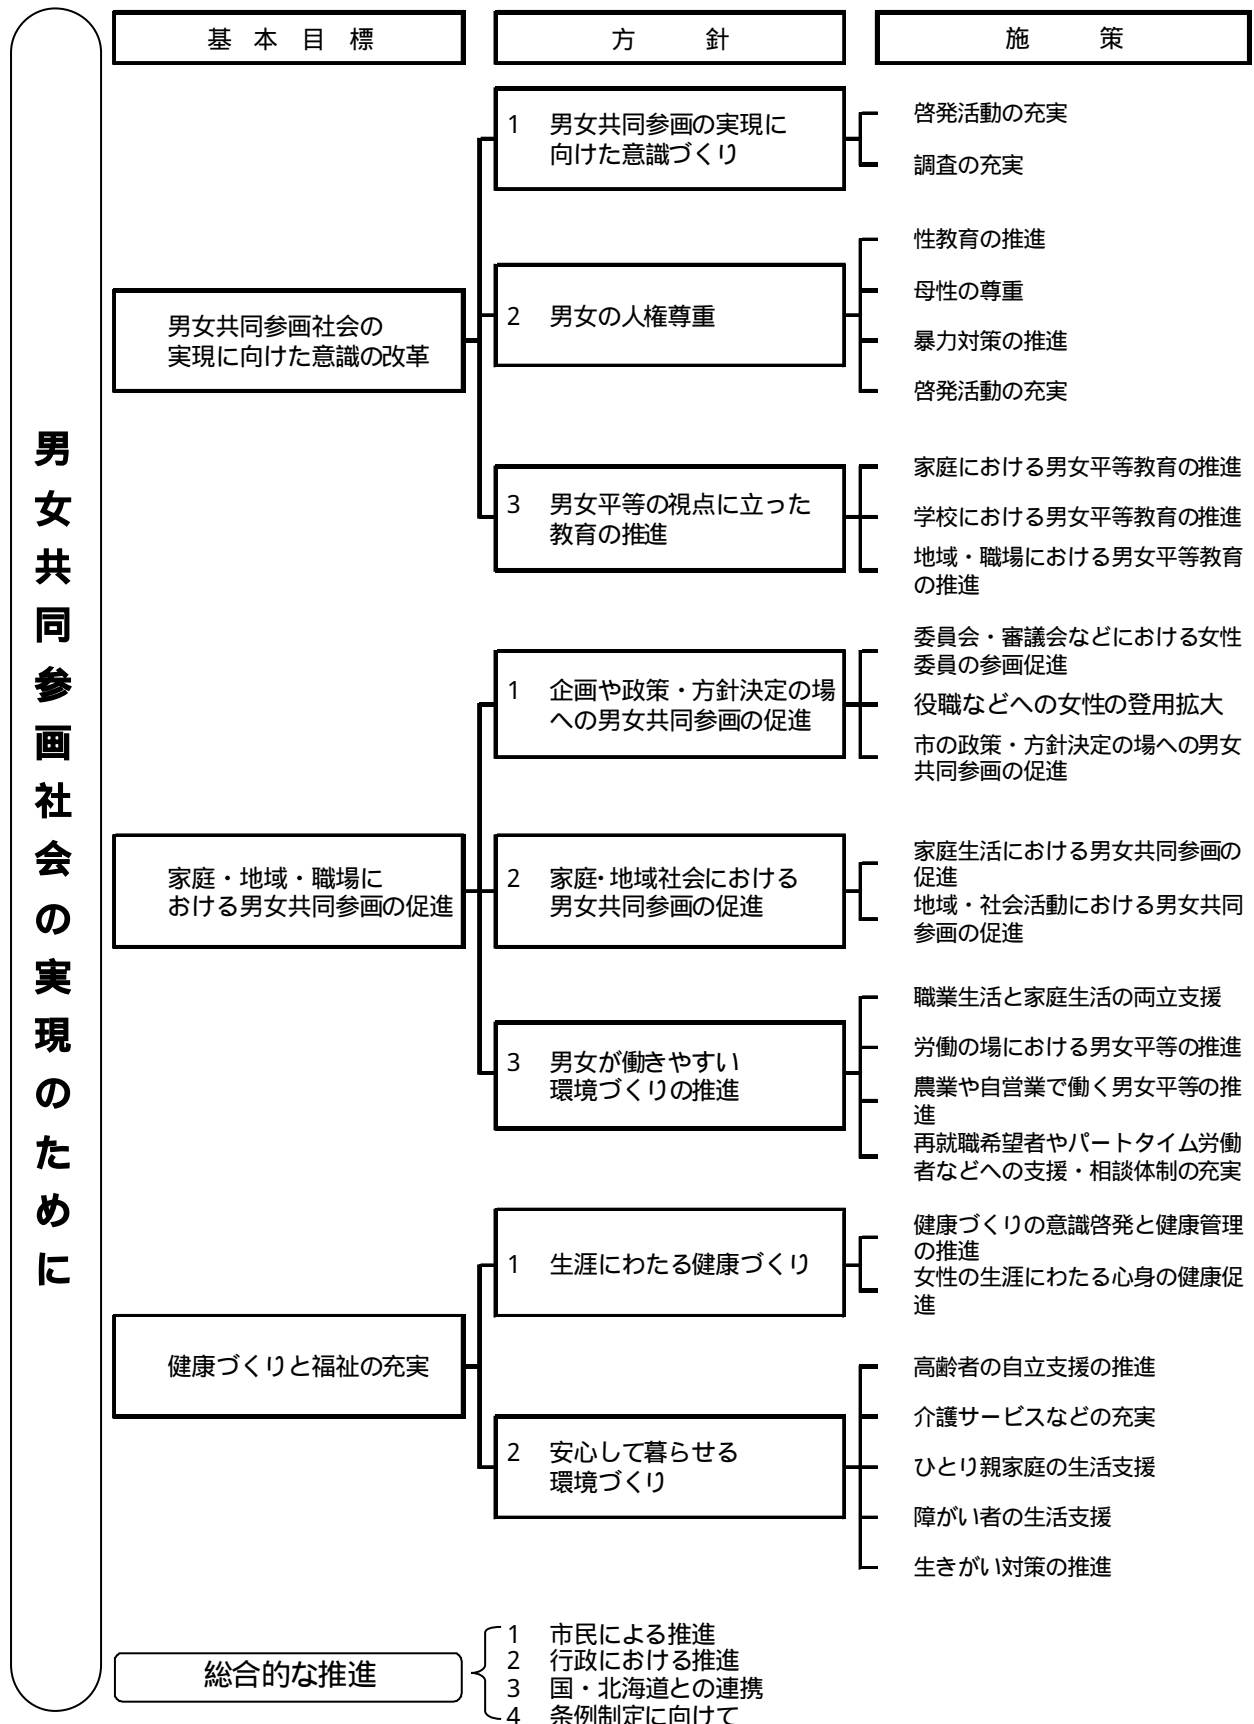 男女共同参画社会の実現のために
基本目標
方針
施策
男女共同参画社会の
実現に向けた意識の改革
1 男女共同参画の実現に
向けた意識づくり
啓発活動の充実
調査の充実
2 男女の人権尊重
性教育の推進
母性の尊重
暴力対策の推進
啓発活動の充実
3 男女平等の視点に立った
教育の推進
家庭における男女平等教育の推進
学校における男女平等教育の推進
地域・職場における男女平等教育
の推進
家庭・地域・職場に
おける男女共同参画の促進
1 企画や政策・方針決定の場
への男女共同参画の促進
委員会・審議会などにおける女性
委員の参画促進
役職などへの女性の登用拡大
市の政策・方針決定の場への男女
共同参画の促進
2 家庭・地域社会における
男女共同参画の促進
家庭生活における男女共同参画の
促進
地域・社会活動における男女共同
参画の促進
3 男女が働きやすい
環境づくりの推進
職業生活と家庭生活の両立支援
労働の場における男女平等の推進
農業や自営業で働く男女平等の推
進
再就職希望者やパートタイム労働
者などへの支援・相談体制の充実
健康づくりと福祉の充実
1 生涯にわたる健康づくり
健康づくりの意識啓発と健康管理
の推進
女性の生涯にわたる心身の健康促
進
2 安心して暮らせる
環境づくり
高齢者の自立支援の推進
介護サービスなどの充実
ひとり親家庭の生活支援
障がい者の生活支援
生きがい対策の推進
総合的な推進
1 市民による推進
2 行政における推進
3 国・北海道との連携
4 条例制定に向けて